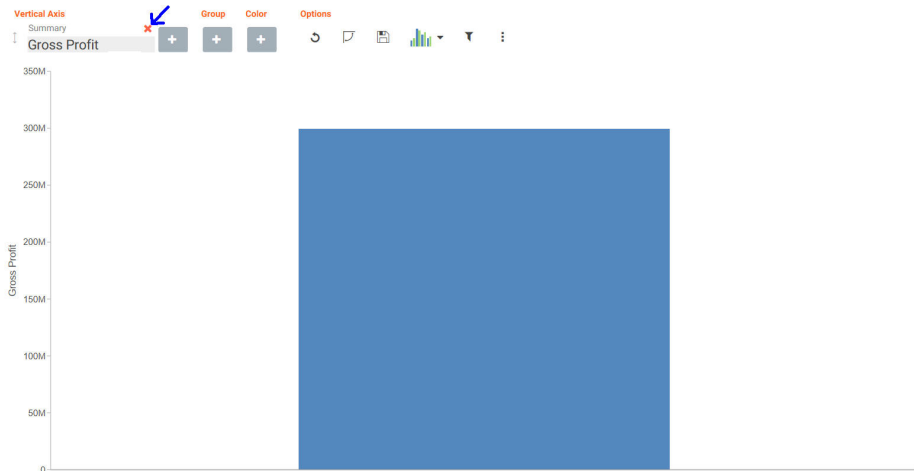 Vertical Axis Group Color Options
Summary
Gross Profit
350M
300M
250M
200M
Gross Profit
150M
100M
50M
0